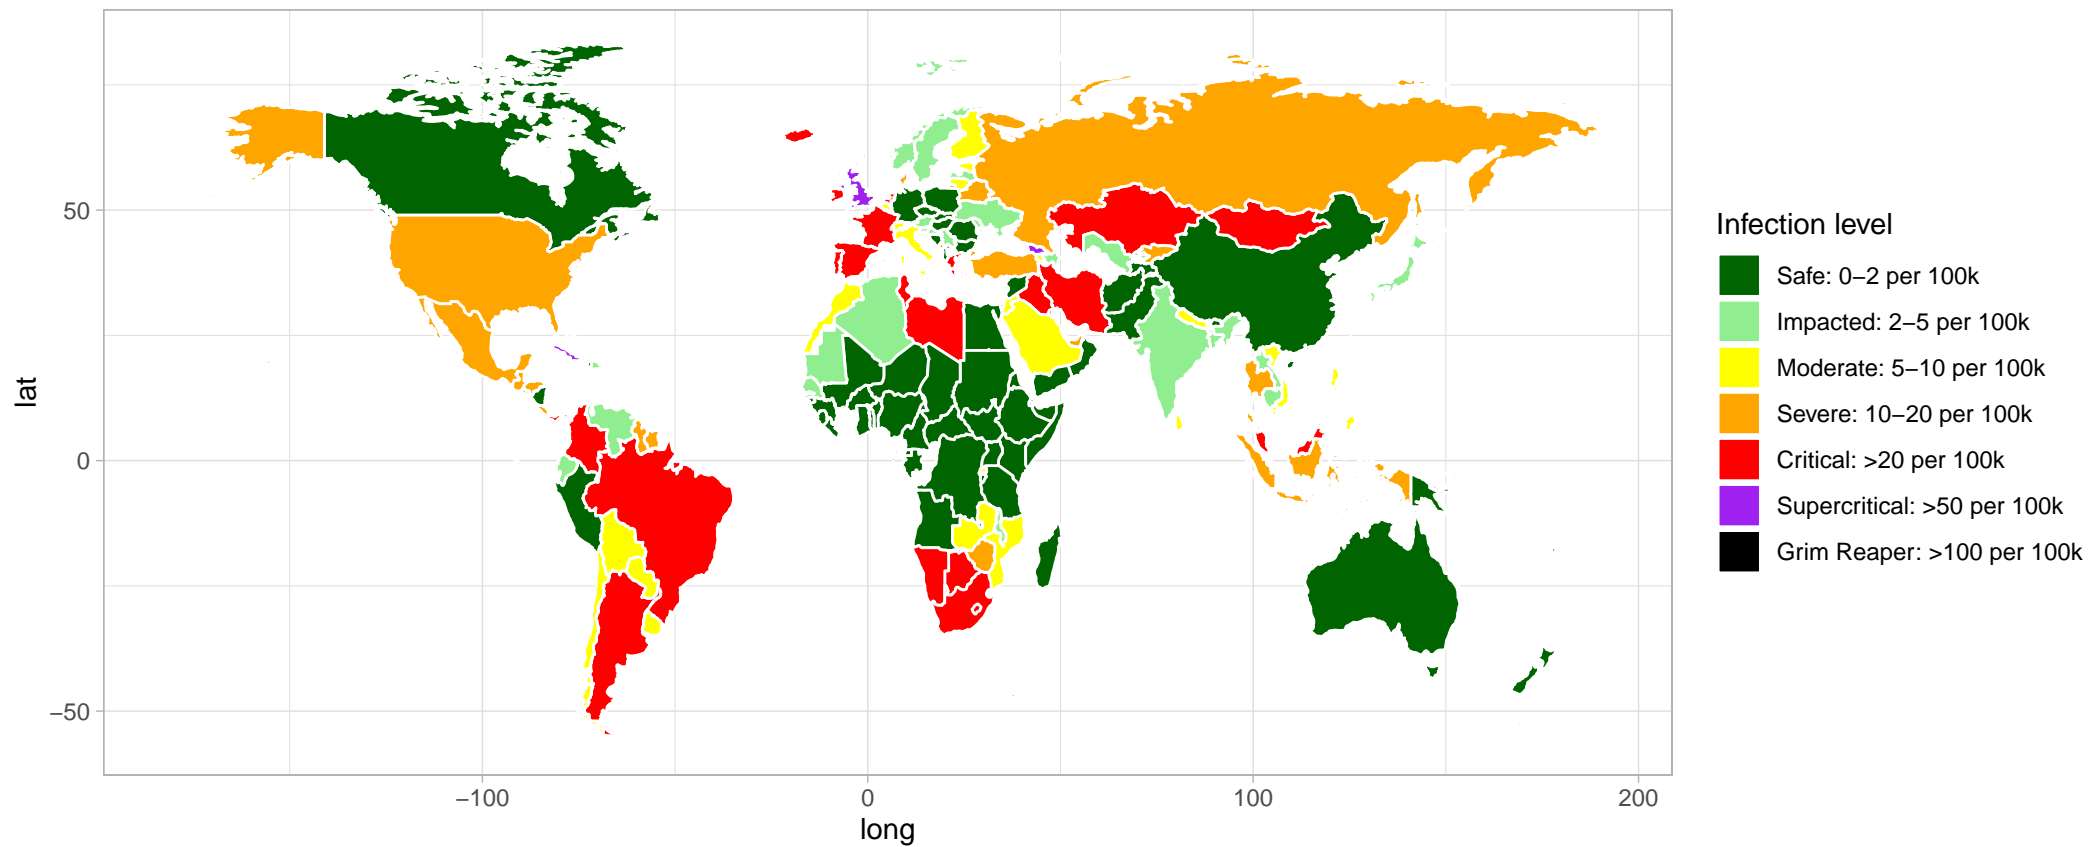 50
0
−50
lat
−100
0
100
200
long
Infection level
Safe: 0−2 per 100k
Impacted: 2−5 per 100k
Moderate: 5−10 per 100k
Severe: 10−20 per 100k
Critical: >20 per 100k
Supercritical: >50 per 100k
Grim Reaper: >100 per 100k